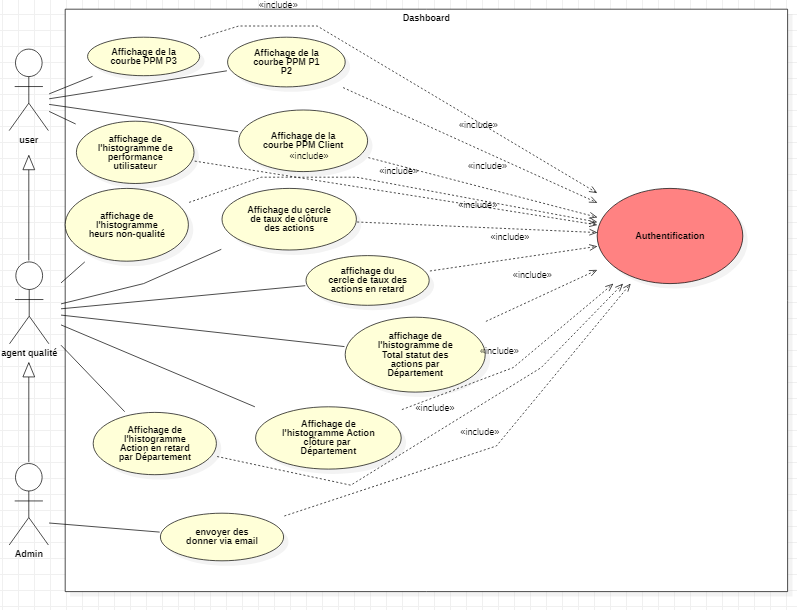 «include»
Dashboard
Affichage de la
courbe PPM P3
Affichage de la
courbe PPM P1
P2
user
«include»
affichage de
l'histogramme de
performance
utilisateur
Affichage de la
courbe PPM Client
«include»
«include»
«include»
affichage de
l'histogramme
heurs non-qualité
Affichage du cercle
de taux de clôture
des actions
«include»
«include»
Authentification
affichage du
cercle de taux des
actions en retard
«include»
agent qualité
affichage de
l'histogramme de
Total statut des
actions par
Département
«include»
«include»
Affichage de
l'histogramme
Action en retard
par Département
Affichage de
l'histogramme Action
clôture par
Département
«include»
envoyer des
donner via email
Admin